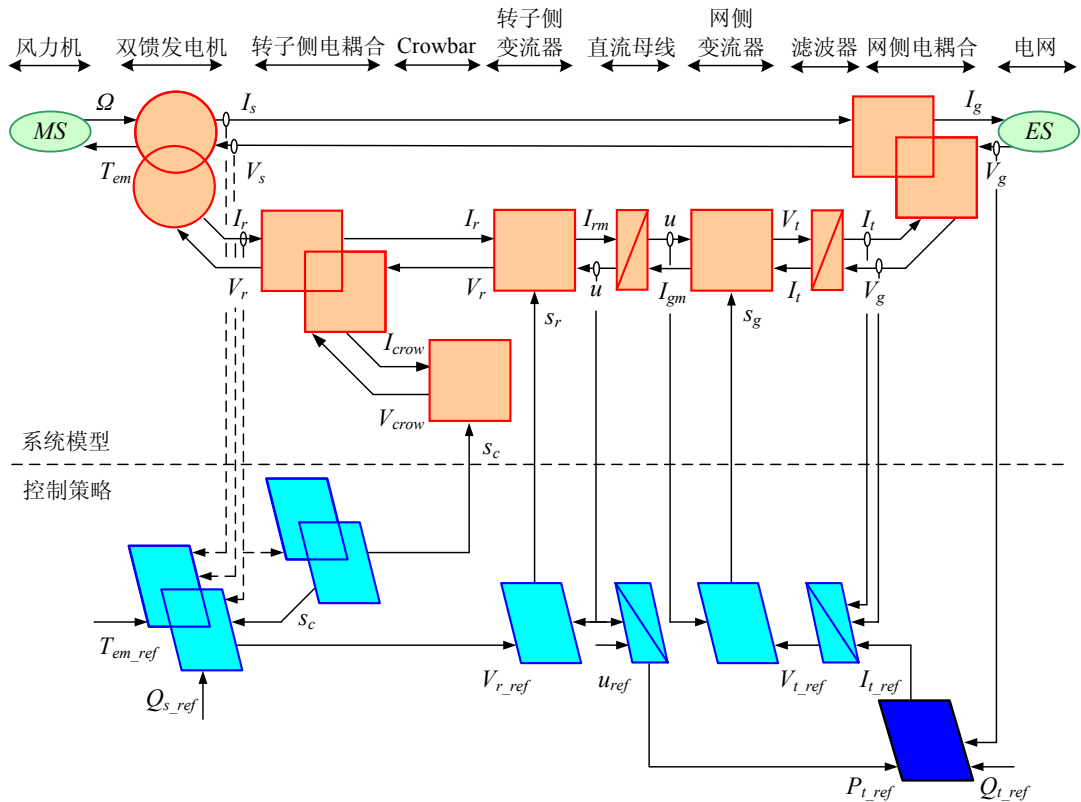 风力机 双馈发电机 转子侧电耦合 Crowbar 转子侧变流器 直流母线 网侧变流器 滤波器 网侧电耦合 电网
Ω I_s I_g
MS ES
T_em V_s V_g
I_r I_r I_rm u V_t I_t
V_r V_r u I_gm I_t V_g
s_r s_g
I_crow
V_crow
系统模型 s_c
控制策略
s_c
T_em_ref V_r_ref u_ref V_t_ref I_t_ref
Q_s_ref
P_t_ref Q_t_ref